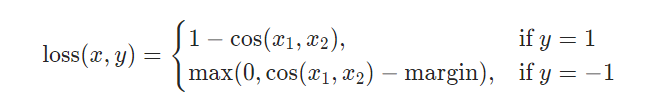 loss(x, y) = { 1 − cos(x₁, x₂), if y = 1
max(0, cos(x₁, x₂) − margin), if y = −1